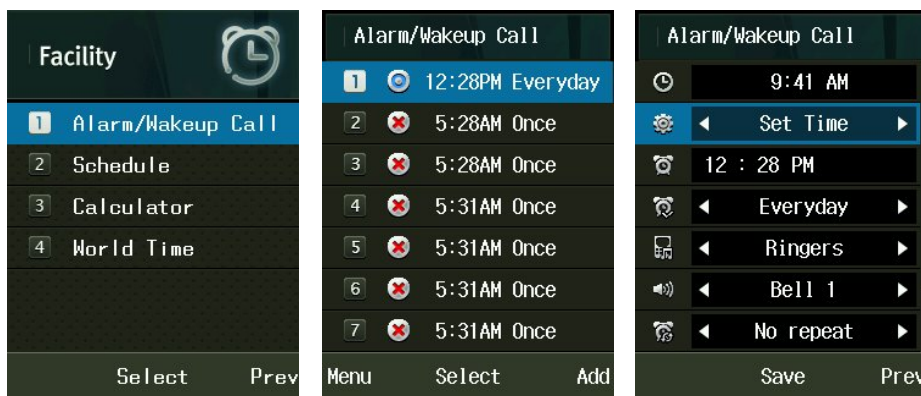 Facility
1 Alarm/Wakeup Call
2 Schedule
3 Calculator
4 World Time
Select Prev
Alarm/Wakeup Call
1 12:28PM Everyday
2 5:28AM Once
3 5:28AM Once
4 5:31AM Once
5 5:31AM Once
6 5:31AM Once
7 5:31AM Once
Menu Select Add
Alarm/Wakeup Call
9:41 AM
Set Time
12 : 28 PM
Everyday
Ringers
Bell 1
No repeat
Save Prev